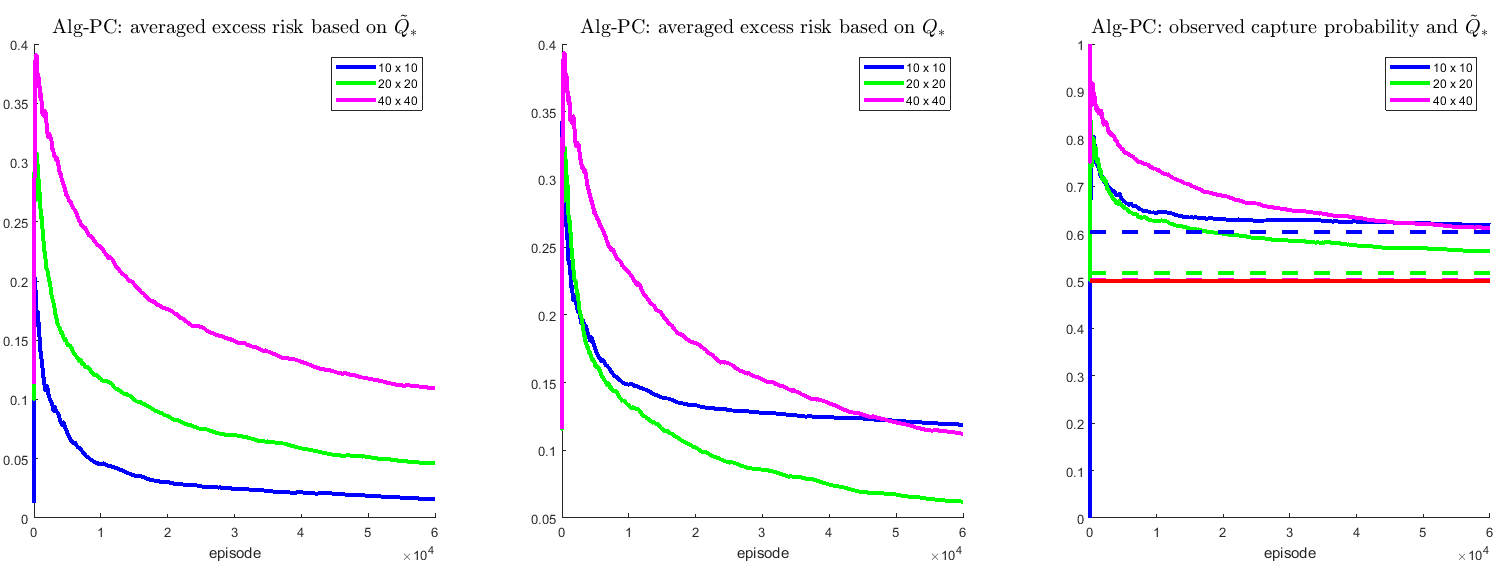 Alg-PC: averaged excess risk based on Q̃*
0.4
0.35
0.3
0.25
0.2
0.15
0.1
0.05
0
0 1 2 3 4 5 6
episode
×10⁴
10 x 10
20 x 20
40 x 40
Alg-PC: averaged excess risk based on Q*
0.4
0.35
0.3
0.25
0.2
0.15
0.1
0.05
0 1 2 3 4 5 6
episode
×10⁴
10 x 10
20 x 20
40 x 40
Alg-PC: observed capture probability and Q̃*
1
0.9
0.8
0.7
0.6
0.5
0.4
0.3
0.2
0.1
0
0 1 2 3 4 5 6
episode
×10⁴
10 x 10
20 x 20
40 x 40